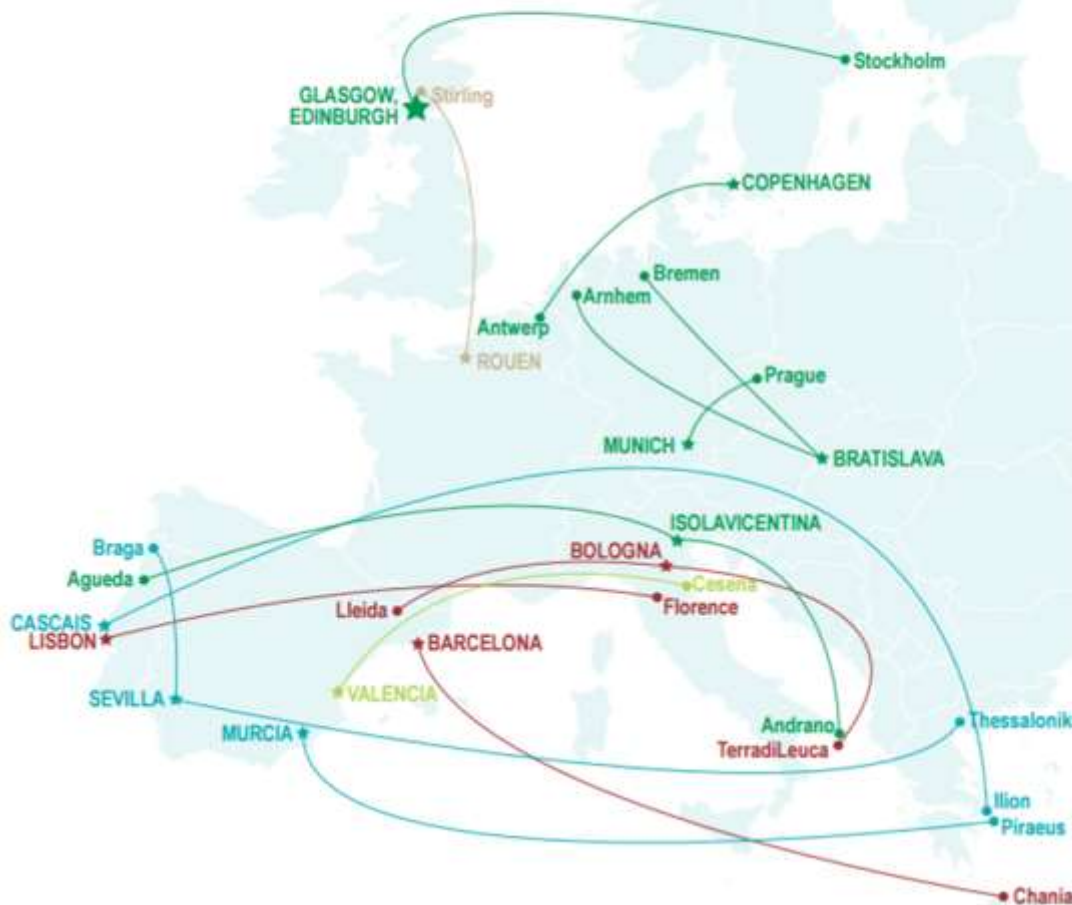 Stockholm
GLASGOW,
EDINBURGH
Stirling
COPENHAGEN
Bremen
Arnhem
Antwerp
ROUEN
Prague
MUNICH
BRATISLAVA
ISOLAVICENTINA
Braga
BOLOGNA
Agueda
Cesena
Lleida
Florence
CASCAIS
LISBON
BARCELONA
SEVILLA
VALENCIA
Andrano
Thessalonik
MURCIA
TerradiLeuca
Ilion
Piraeus
Chania